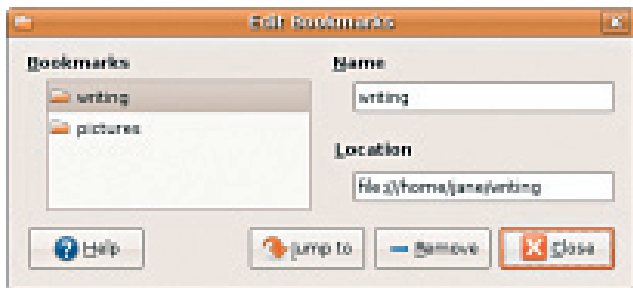 Edit Bookmarks
Bookmarks
writing
pictures
Name
writing
Location
file:///home/jane/writing
Help
Jump to
Remove
Close